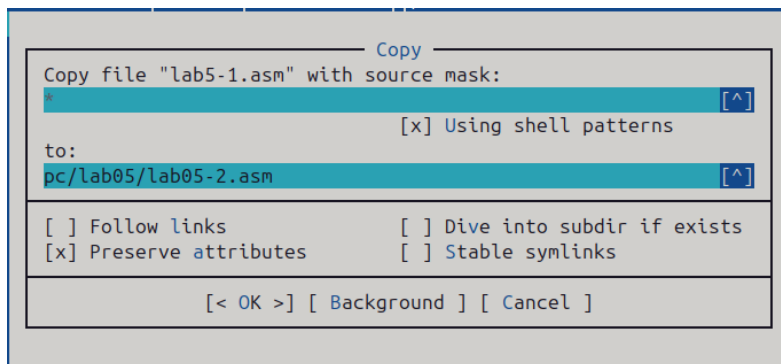 Copy
Copy file "lab5-1.asm" with source mask:
* [^]
[x] Using shell patterns
to:
pc/lab05/lab05-2.asm [^]
[ ] Follow links [ ] Dive into subdir if exists
[x] Preserve attributes [ ] Stable symlinks
[< OK >] [ Background ] [ Cancel ]